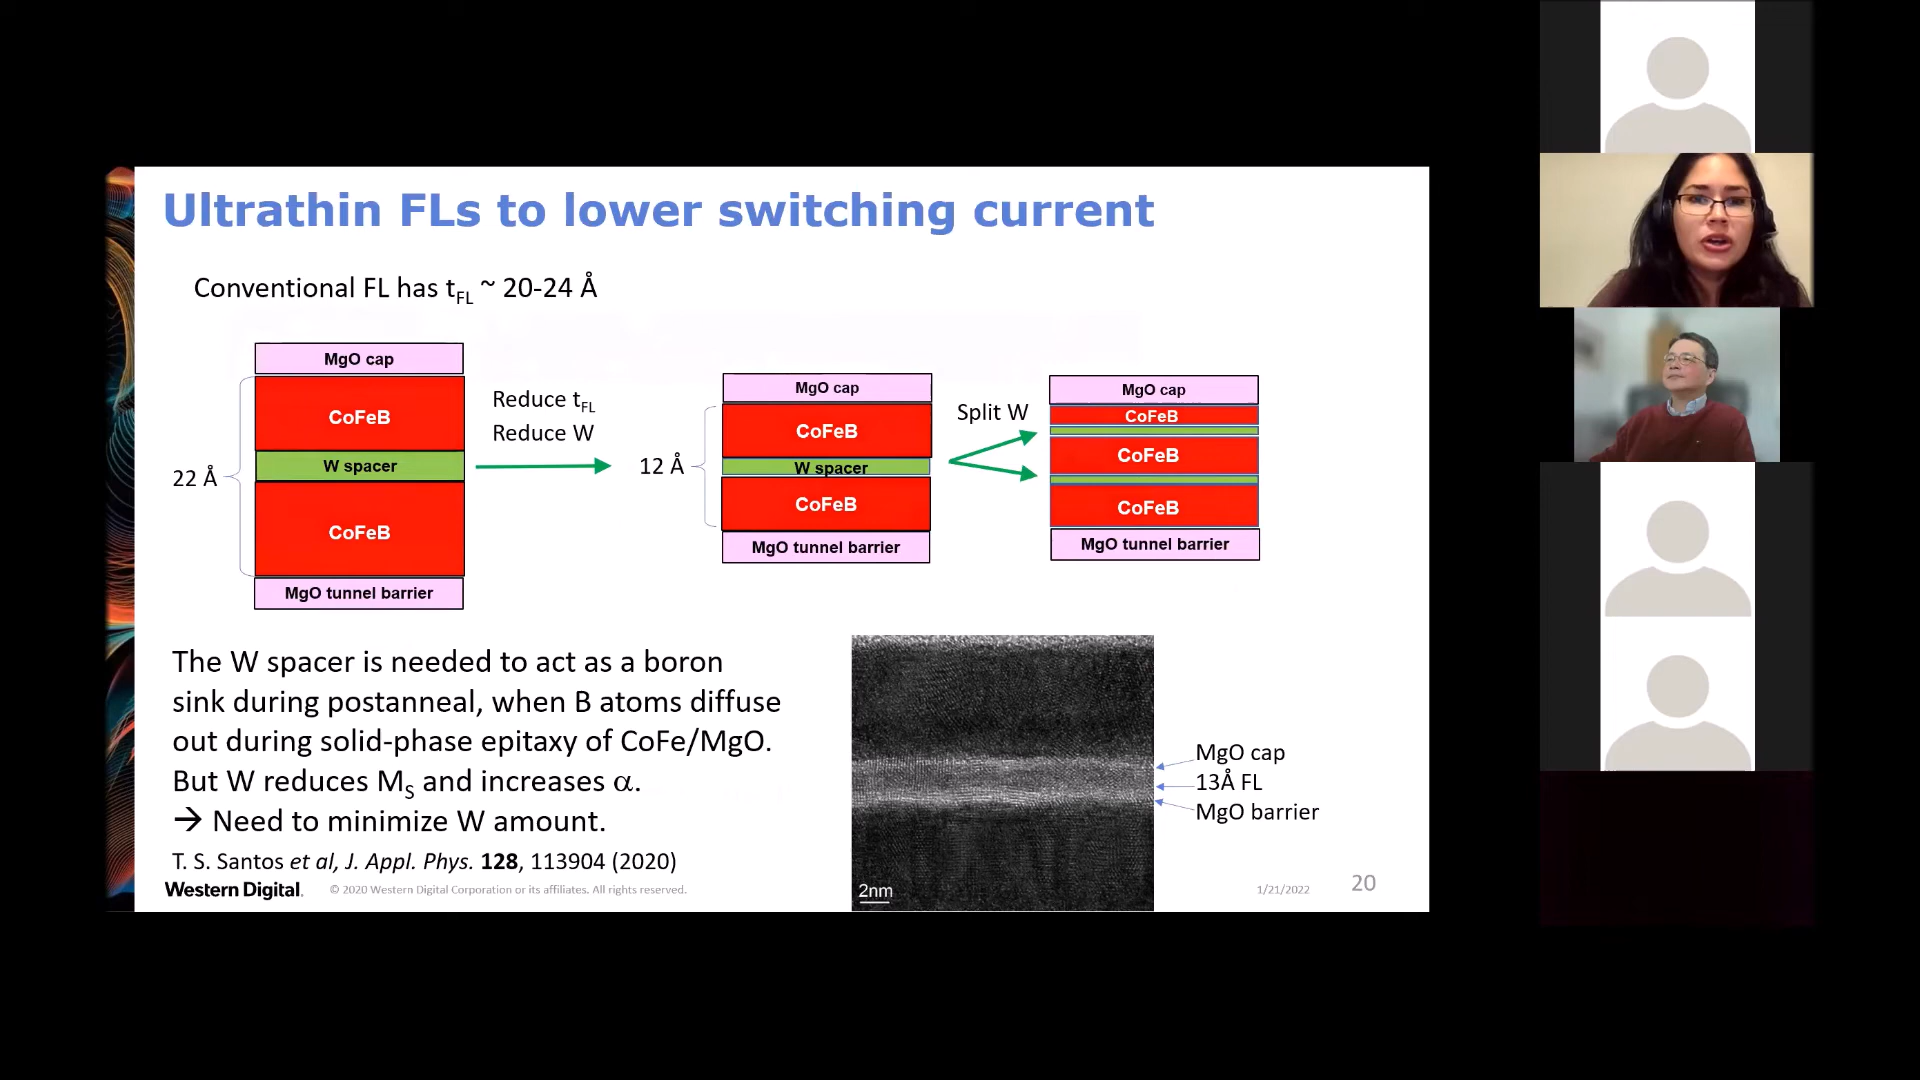 Ultrathin FLs to lower switching current
Conventional FL has tFL ~ 20-24 Å
MgO cap
CoFeB
W spacer
CoFeB
MgO tunnel barrier
22 Å
Reduce tFL
Reduce W
12 Å
MgO cap
CoFeB
W spacer
CoFeB
MgO tunnel barrier
Split W
MgO cap
CoFeB
CoFeB
CoFeB
MgO tunnel barrier
The W spacer is needed to act as a boron
sink during postanneal, when B atoms diffuse
out during solid-phase epitaxy of CoFe/MgO.
But W reduces MS and increases α.
→ Need to minimize W amount.
T. S. Santos et al, J. Appl. Phys. 128, 113904 (2020)
MgO cap
13Å FL
MgO barrier
2nm
Western Digital.
© 2020 Western Digital Corporation or its affiliates. All rights reserved.
1/21/2022
20